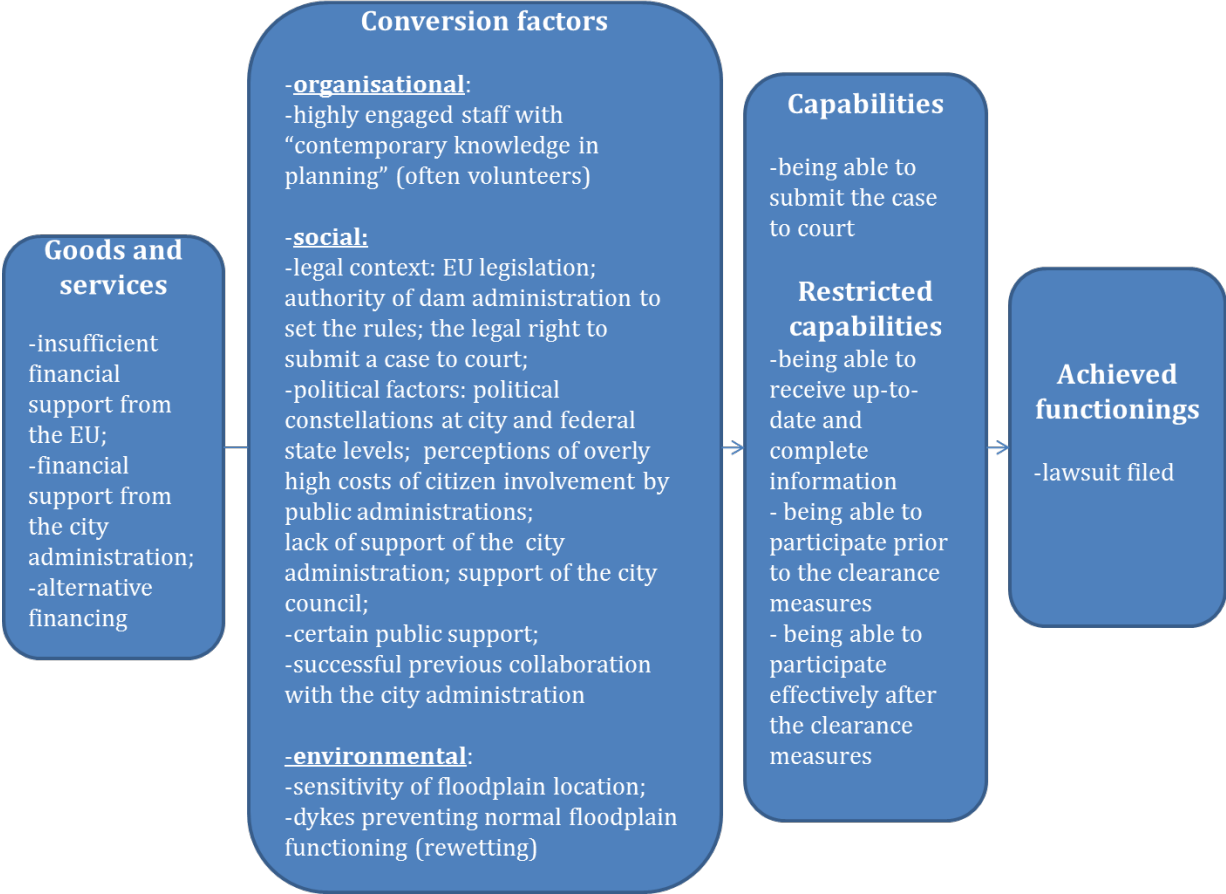 Goods and
services
-insufficient
financial
support from
the EU;
-financial
support from
the city
administration;
-alternative
financing
Conversion factors
-organisational:
-highly engaged staff with
“contemporary knowledge in
planning” (often volunteers)
-social:
-legal context: EU legislation;
authority of dam administration to
set the rules; the legal right to
submit a case to court;
-political factors: political
constellations at city and federal
state levels;  perceptions of overly
high costs of citizen involvement by
public administrations;
lack of support of the  city
administration; support of the city
council;
-certain public support;
-successful previous collaboration
with the city administration
-environmental:
-sensitivity of floodplain location;
-dykes preventing normal floodplain
functioning (rewetting)
Capabilities
-being able to
submit the case
to court
Restricted
capabilities
-being able to
receive up-to-
date and
complete
information
- being able to
participate prior
to the clearance
measures
- being able to
participate
effectively after
the clearance
measures
Achieved
functionings
-lawsuit filed